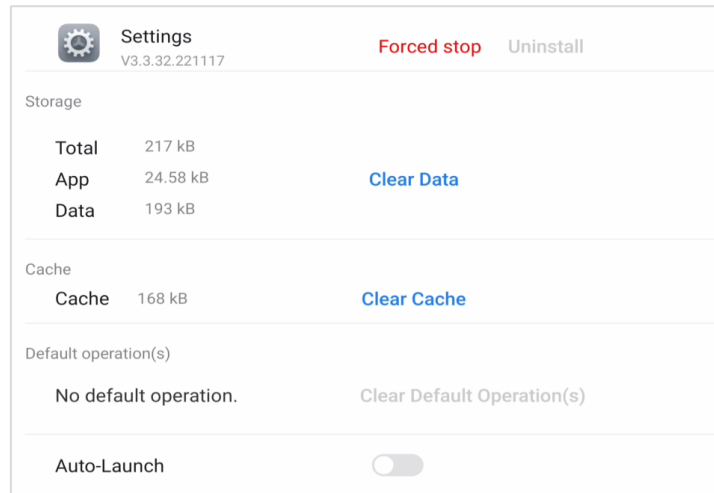 Settings
Forced stop Uninstall
V3.3.32.221117
Storage
Total 217 kB
App 24.58 kB Clear Data
Data 193 kB
Cache
Cache 168 kB Clear Cache
Default operation(s)
No default operation. Clear Default Operation(s)
Auto-Launch